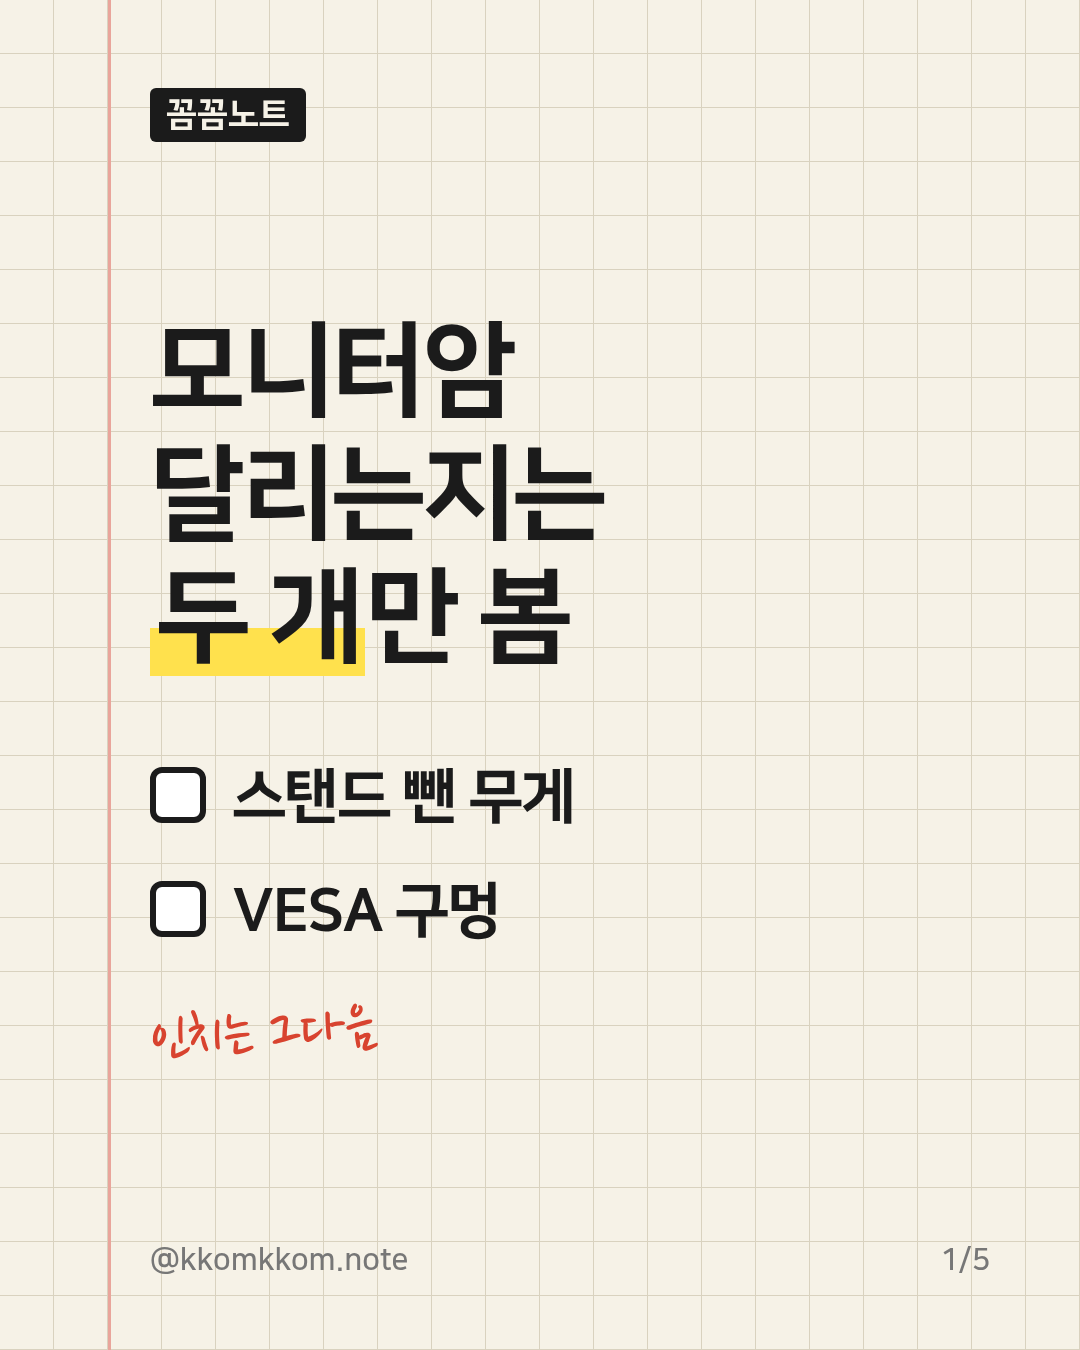 꼼꼼노트
모니터암
달리는지는
두 개만 봄
스탠드 뺀 무게
VESA 구멍
인치는 그다음
@kkomkkom.note
1/5